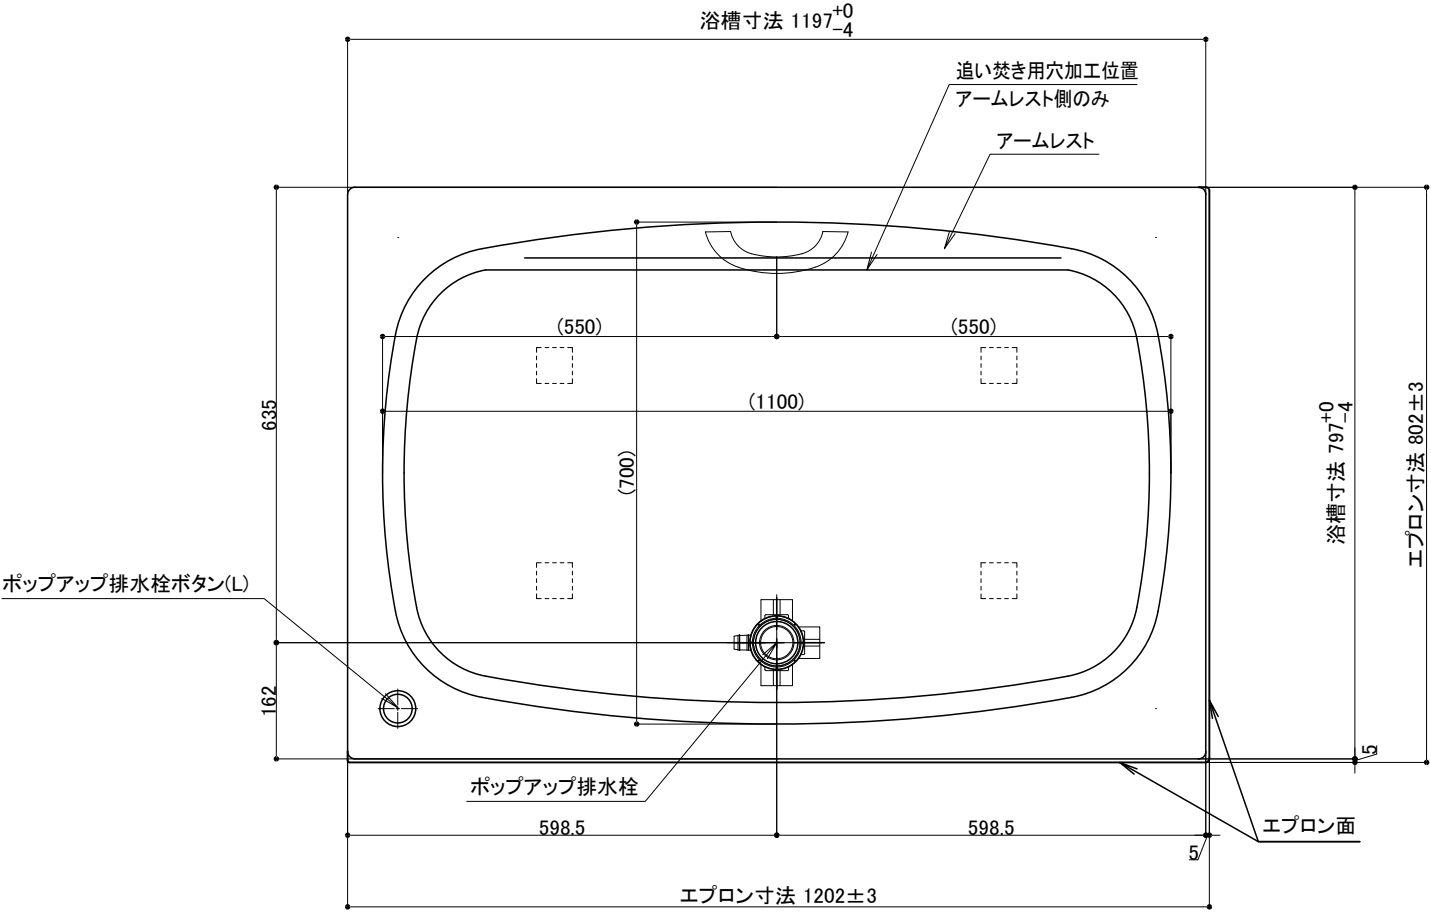 浴槽寸法 1197+0-4
追い焚き用穴加工位置
アームレスト側のみ
アームレスト
(550)
(550)
(1100)
(700)
635
162
浴槽寸法 797+0-4
エプロン寸法 802±3
ポップアップ排水栓ボタン(L)
ポップアップ排水栓
5
エプロン面
598.5
598.5
5
エプロン寸法 1202±3